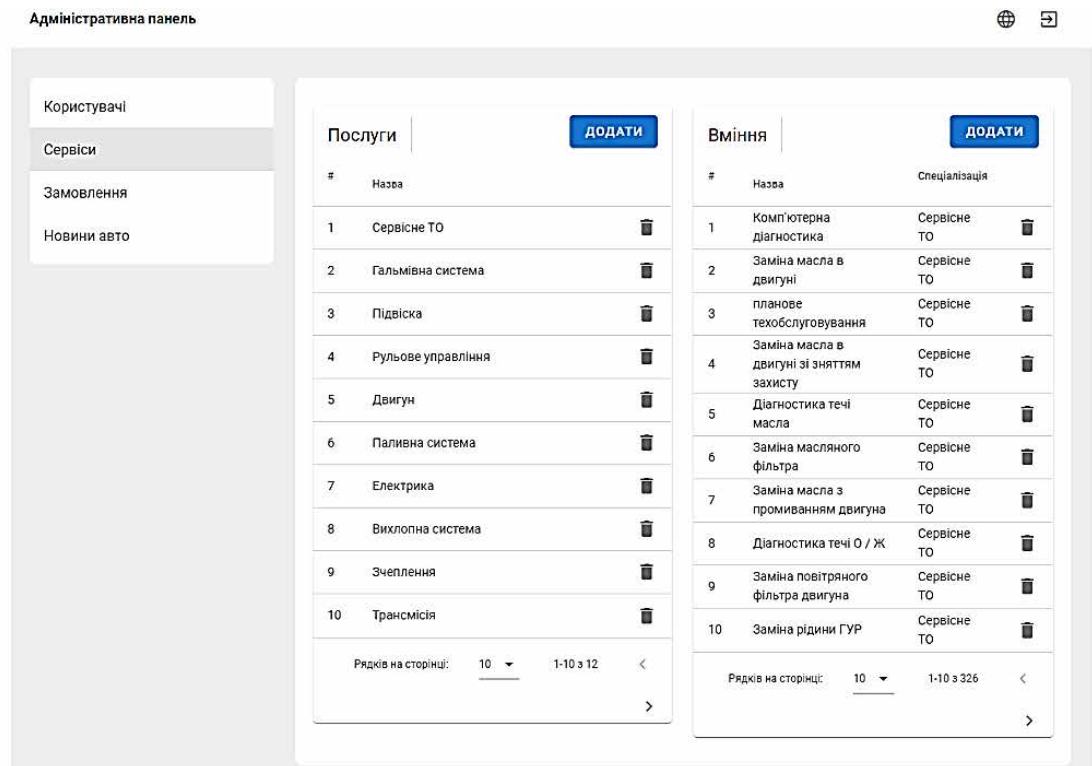 Адміністративна панель
Користувачі
Сервіси
Замовлення
Новини авто
Послуги
ДОДАТИ
# Назва
1 Сервісне ТО
2 Гальмівна система
3 Підвіска
4 Рульове управління
5 Двигун
6 Паливна система
7 Електрика
8 Вихлопна система
9 Зчеплення
10 Трансмісія
Рядків на сторінці: 10 1-10 з 12
Вміння
ДОДАТИ
# Назва Спеціалізація
1 Комп'ютерна Сервісне
діагностика ТО
2 Заміна масла в Сервісне
двигуні ТО
3 планове Сервісне
техобслуговування ТО
Заміна масла в
4 двигуні зі зняттям Сервісне
захисту ТО
5 Діагностика течі Сервісне
масла ТО
6 Заміна масляного Сервісне
фільтра ТО
7 Заміна масла з Сервісне
промиванням двигуна ТО
8 Діагностика течі О / Ж Сервісне
ТО
9 Заміна повітряного Сервісне
фільтра двигуна ТО
10 Заміна рідини ГУР Сервісне
ТО
Рядків на сторінці: 10 1-10 з 326